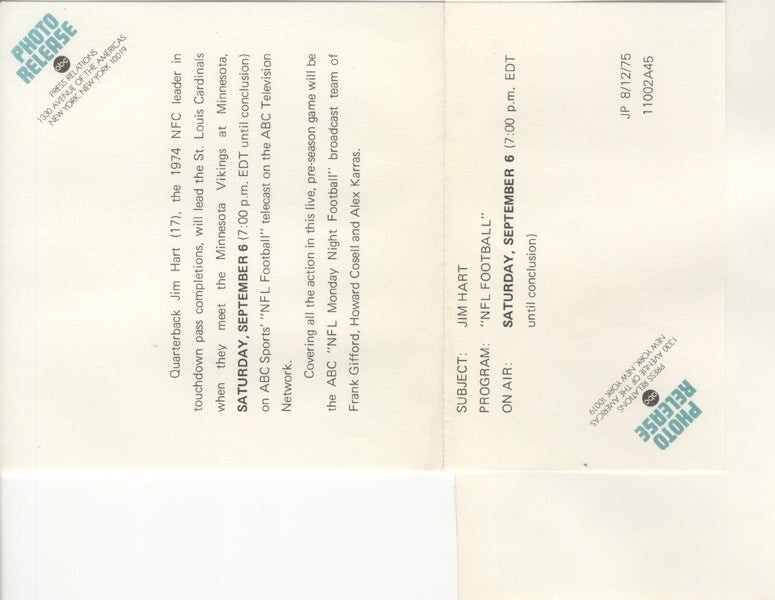 PHOTO
RELEASE
abc
PRESS RELATIONS
1330 AVENUE OF THE AMERICAS
NEW YORK, NEW YORK 10019
Quarterback Jim Hart (17), the 1974 NFC leader in
touchdown pass completions, will lead the St. Louis Cardinals
when they meet the Minnesota Vikings at Minnesota,
SATURDAY, SEPTEMBER 6 (7:00 p.m. EDT until conclusion)
on ABC Sports' "NFL Football" telecast on the ABC Television
Network.
Covering all the action in this live, pre-season game will be
the ABC "NFL Monday Night Football" broadcast team of
Frank Gifford, Howard Cosell and Alex Karras.
SUBJECT: JIM HART
PROGRAM: "NFL FOOTBALL"
ON AIR: SATURDAY, SEPTEMBER 6 (7:00 p.m. EDT
until conclusion)
JP 8/12/75
11002A45
PHOTO
RELEASE
abc
PRESS RELATIONS
1330 AVENUE OF THE AMERICAS
NEW YORK, NEW YORK 10019